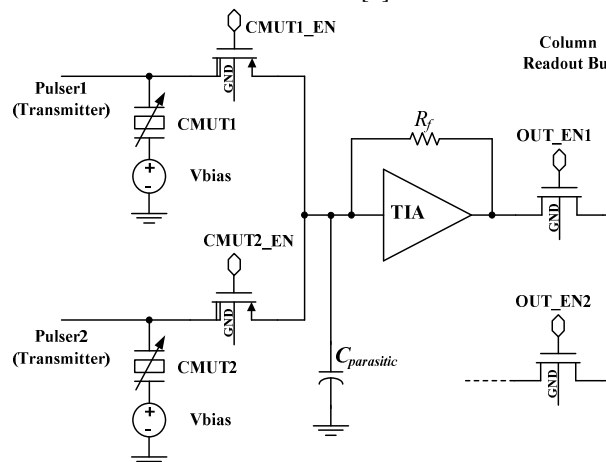 CMUT1_EN
Column
Readout Bu
Pulser1
(Transmitter)
GND
CMUT1
Vbias
+
-
R_f
TIA
OUT_EN1
GND
CMUT2_EN
Pulser2
(Transmitter)
GND
CMUT2
Vbias
+
-
C_parasitic
OUT_EN2
GND